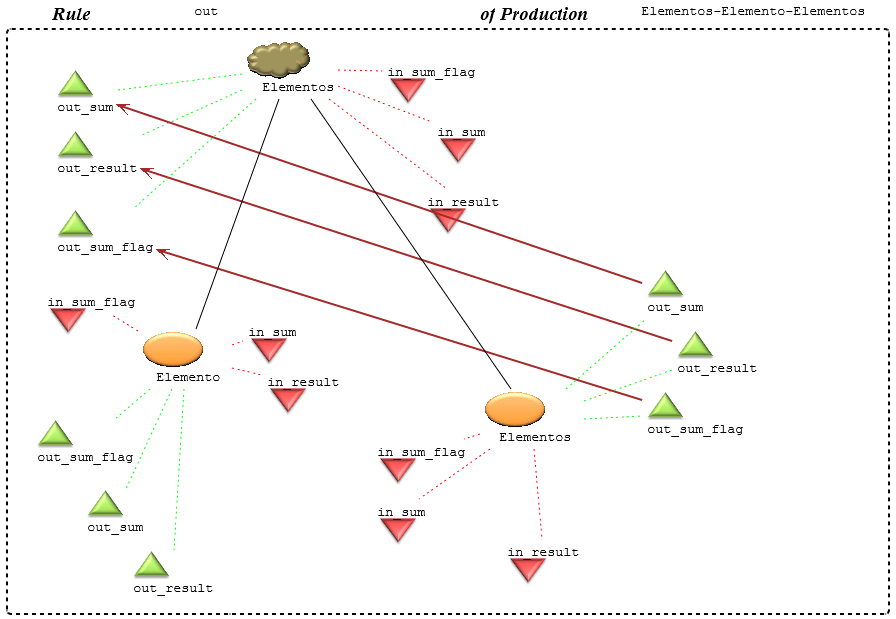 Rule out of Production Elementos-Elemento-Elementos
in_sum_flag
Elementos
out_sum
in_sum
out_result
in_result
out_sum_flag
in_sum_flag
out_sum
in_sum
out_result
Elemento
in_result
out_sum_flag
Elementos
in_sum_flag
out_sum_flag
in_sum
out_sum
in_result
out_result